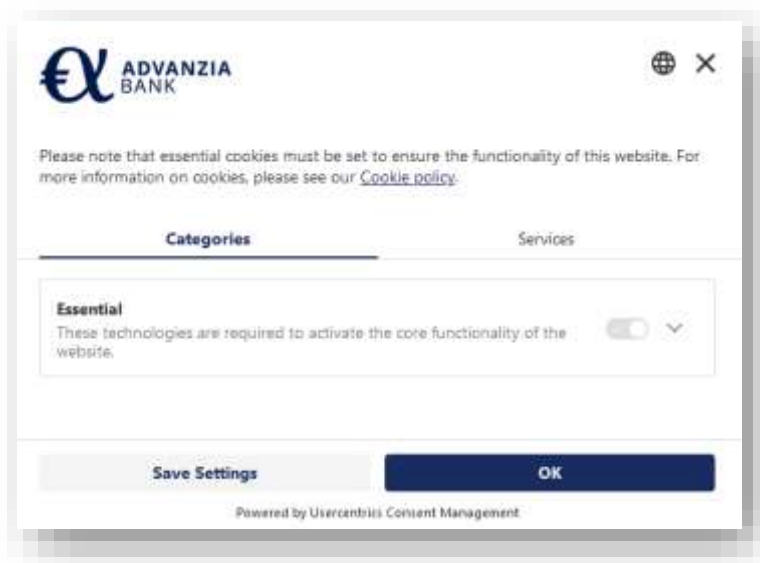 ADVANZIA
BANK
Please note that essential cookies must be set to ensure the functionality of this website. For
more information on cookies, please see our Cookie policy.
Categories
Services
Essential
These technologies are required to activate the core functionality of the
website.
Save Settings
OK
Powered by Usercentrics Consent Management